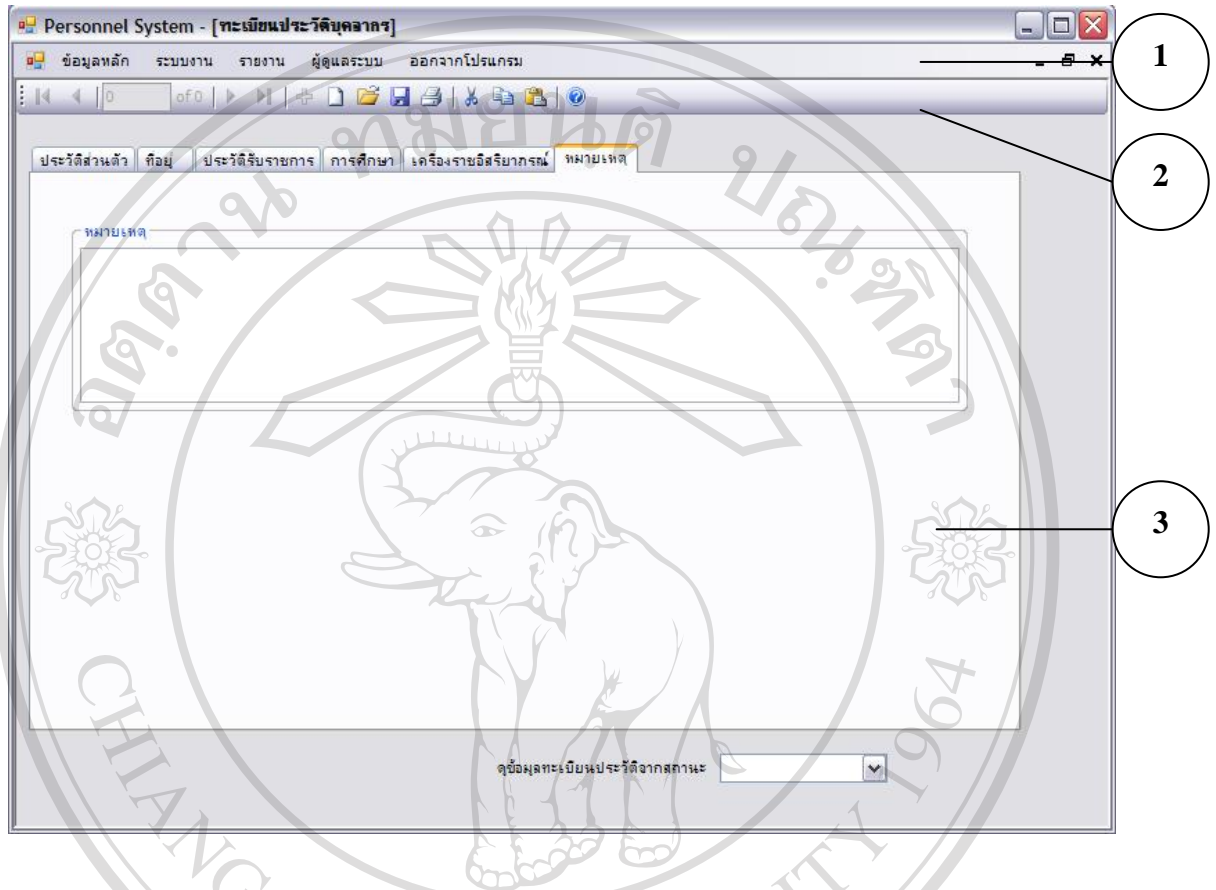 Personnel System - [ทะเบียนประวัติบุคลากร]
ข้อมูลหลัก ระบบงาน รายงาน ผู้ดูแลระบบ ออกจากโปรแกรม
1
0 of 0
2
ประวัติส่วนตัว ที่อยู่ ประวัติรับราชการ การศึกษา เครื่องราชอิสริยาภรณ์ หมายเหตุ
หมายเหตุ
3
ดูข้อมูลทะเบียนประวัติจากสถานะ
CHIANG
1964